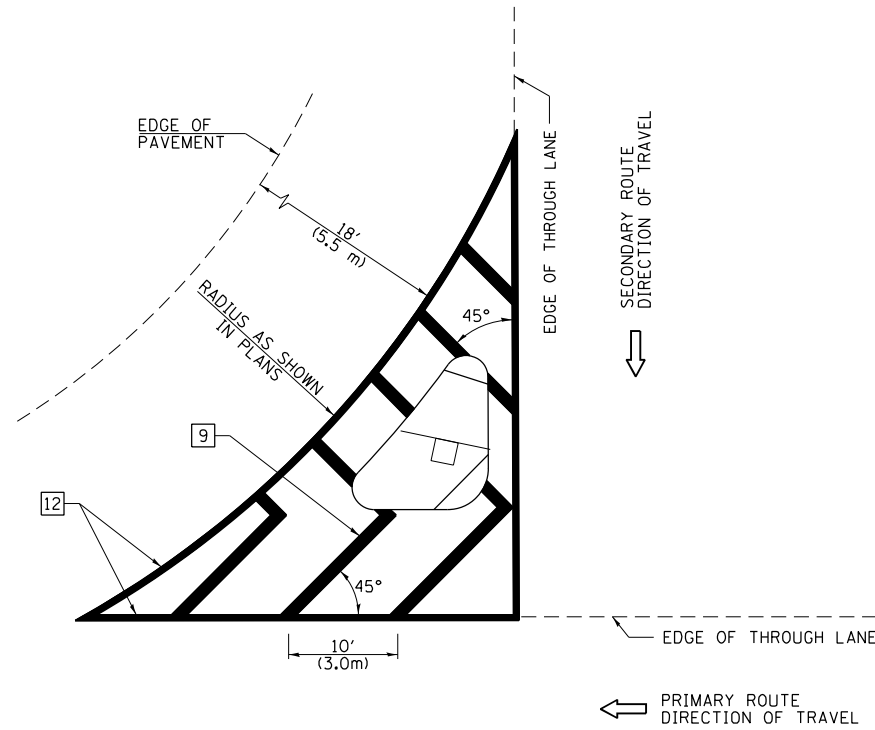 EDGE OF
PAVEMENT
18'
(5.5 m)
RADIUS AS SHOWN
IN PLANS
EDGE OF THROUGH LANE
SECONDARY ROUTE
DIRECTION OF TRAVEL
45°
9
12
45°
10'
(3.0m)
EDGE OF THROUGH LANE
PRIMARY ROUTE
DIRECTION OF TRAVEL